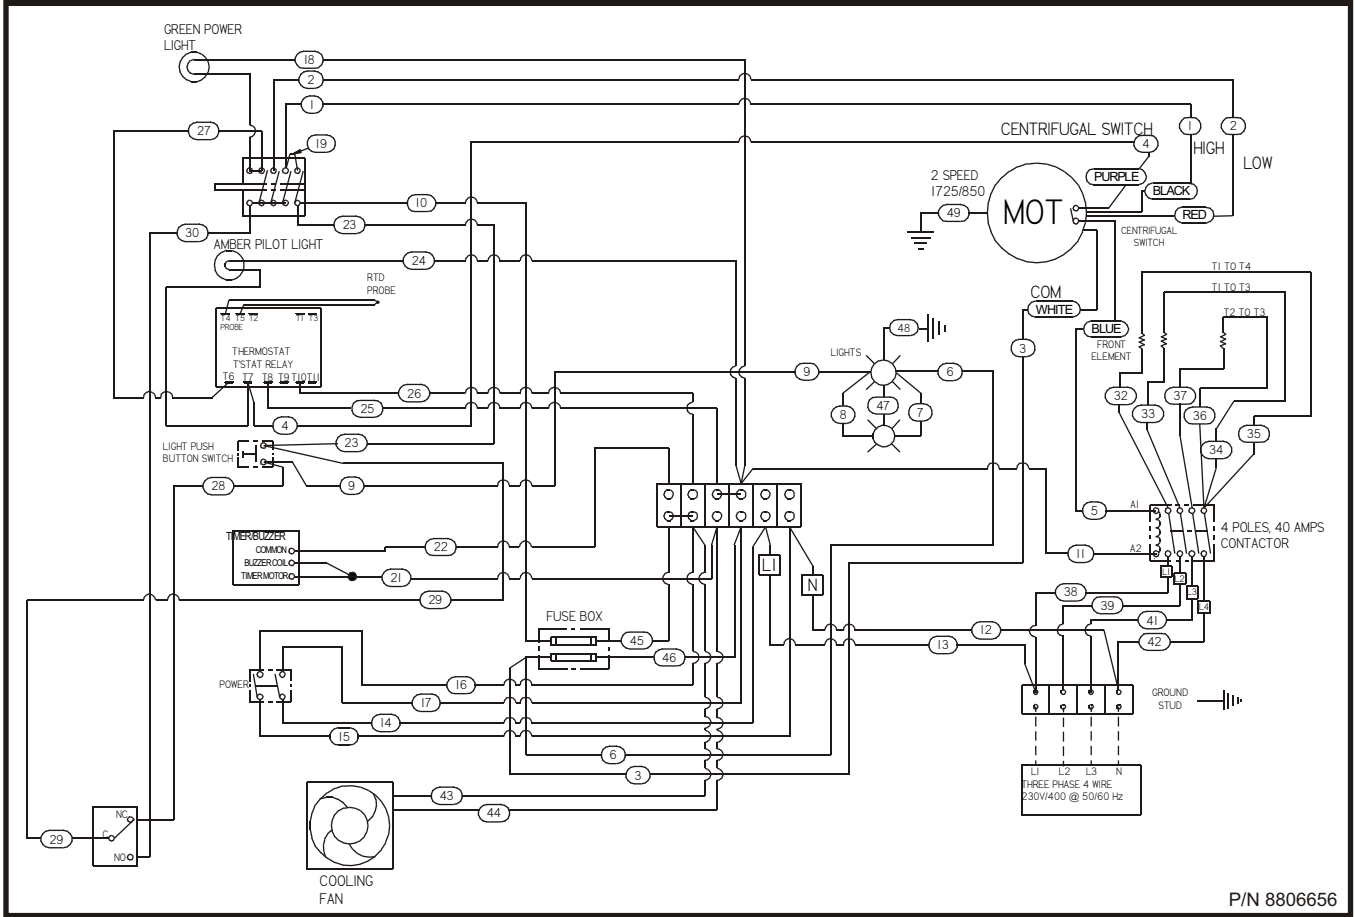 GREEN POWER
LIGHT
18
2
1
27
19
CENTRIFUGAL SWITCH
4
1
2
HIGH
LOW
2 SPEED
1725/850
PURPLE
BLACK
RED
MOT
49
CENTRIFUGAL
SWITCH
10
23
30
AMBER PILOT LIGHT
24
RTD
PROBE
T4 T5 T2 T1 T3
PROBE
THERMOSTAT
T'STAT RELAY
T6 T7 T8 T9 T10 T11
COM
WHITE
BLUE
FRONT
ELEMENT
T1 TO T4
T1 TO T3
T2 TO T3
3
48
LIGHTS
9
6
8
47
7
26
25
4
23
LIGHT PUSH
BUTTON SWITCH
28
9
32
33
37
36
34
35
5
A1
A2
11
4 POLES, 40 AMPS
CONTACTOR
L1
L2
L3
L4
TIMER/BUZZER
COMMON
BUZZER COIL
TIMER MOTOR
22
21
29
L1
N
38
39
41
42
12
13
FUSE BOX
45
46
POWER
16
17
14
15
6
3
GROUND
STUD
L1 L2 L3 N
THREE PHASE 4 WIRE
230V/400 @ 50/60 Hz
43
44
COOLING
FAN
29
NC
C
NO
P/N 8806656